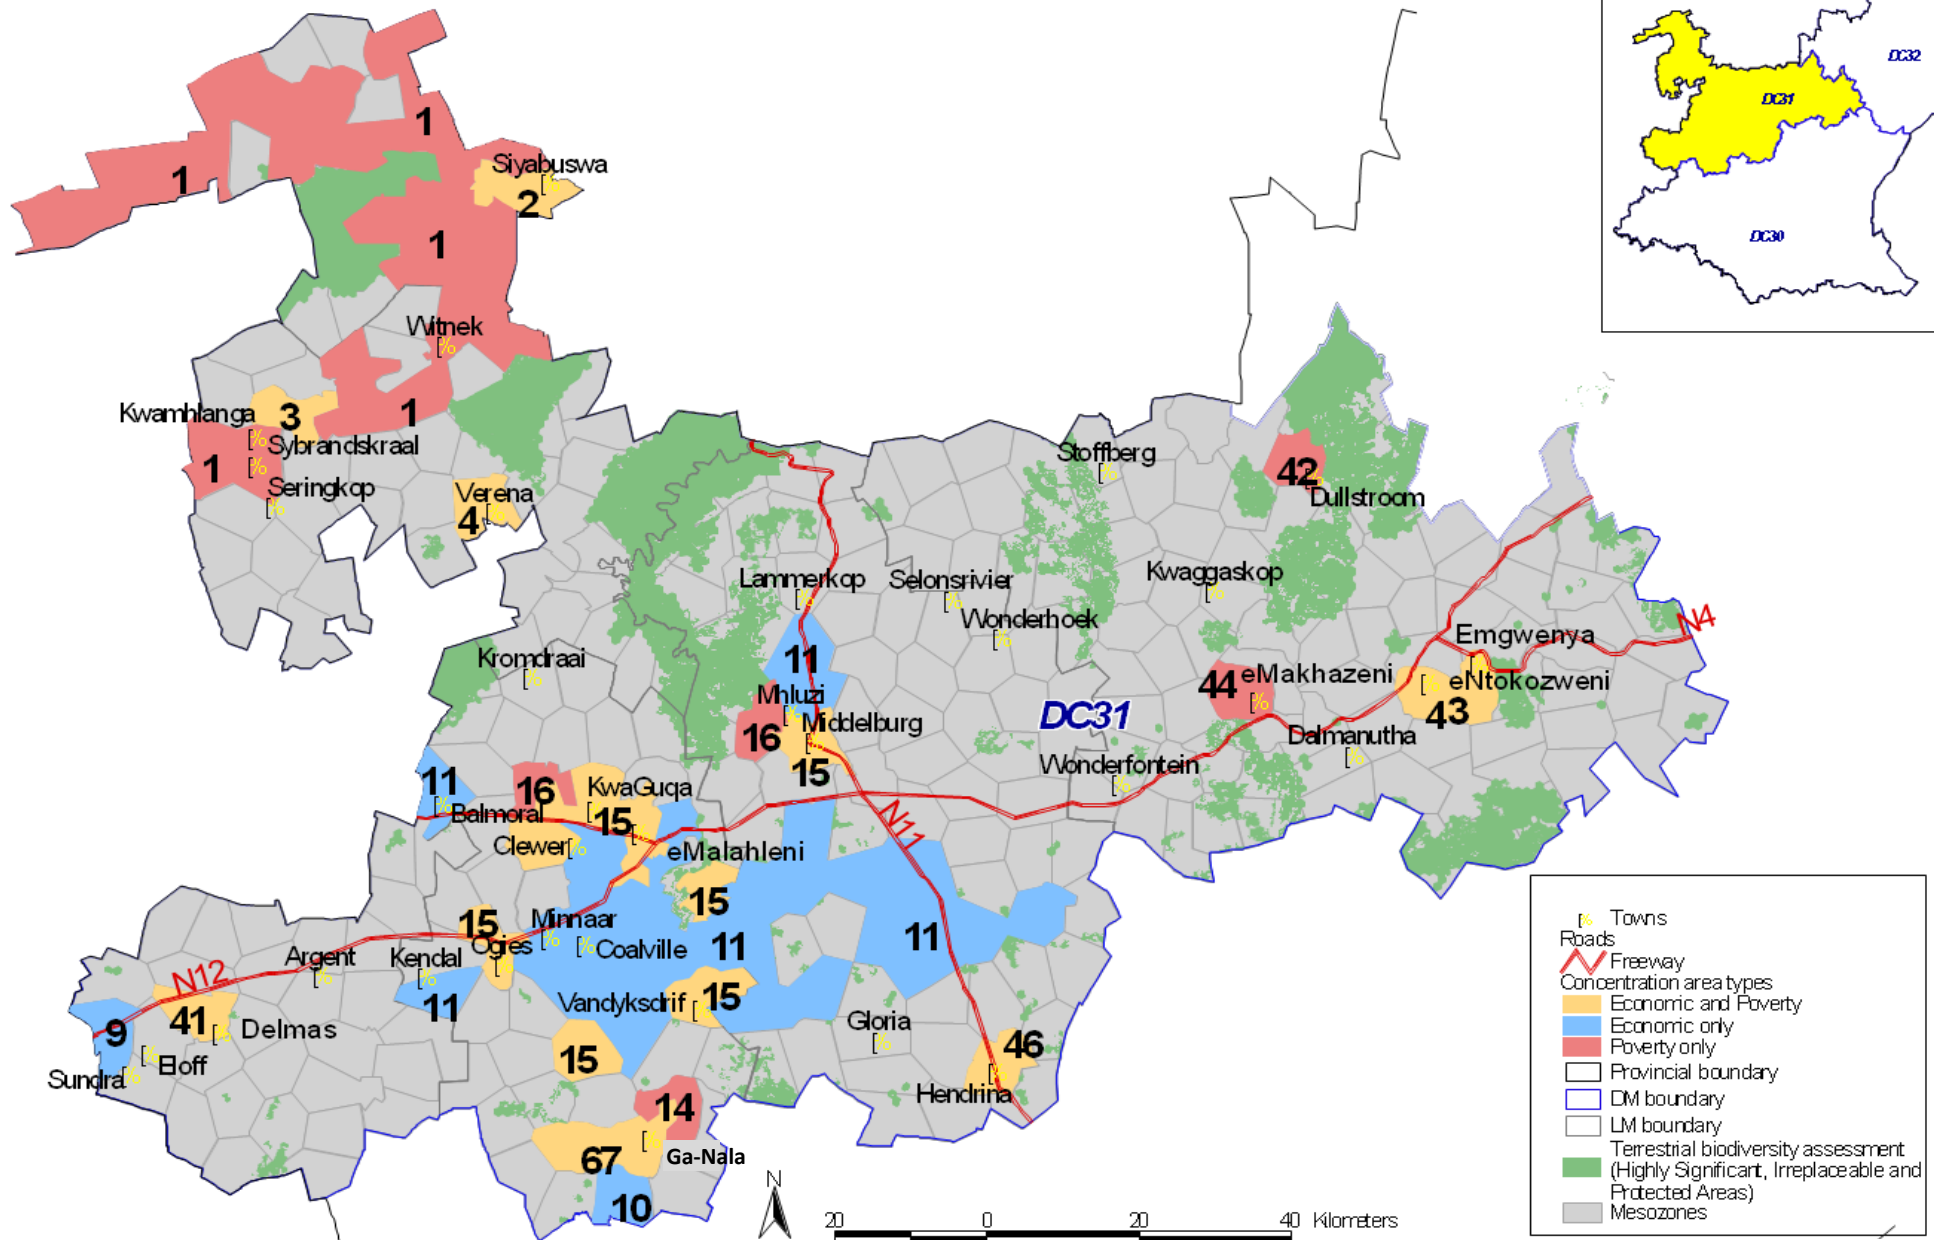 DC32
DC31
DC30
1
1
Siyabuswa
2
1
Witnek
Kwamhlanga
3
1
Sybrandskraal
1
Seringkop
Verena
4
Stoffberg
42
Dullstroom
Lammerkop
Selonsrivier
Kwaggaskop
Wonderhoek
N4
Emgwenya
Kromdraai
11
eMakhazeni
44
eNtokozweni
Mhluzi
DC31
43
Middelburg
16
Dalmanutha
15
Wonderfontein
11
16
KwaGuqa
Balmoral
15
N11
Clewer
eMalahleni
15
15
Minnaar
Ogies
Coalville
11
11
Argent
Kendal
N12
11
Vandyksdrif
15
41
Delmas
9
Gloria
46
Eloff
15
Sundra
Hendrina
14
67
Ga-Nala
10
N
20 0 20 40 Kilometers
Towns
Roads
Freeway
Concentration area types
Economic and Poverty
Economic only
Poverty only
Provincial boundary
DM boundary
LM boundary
Terrestrial biodiversity assessment
(Highly Significant, Irreplaceable and
Protected Areas)
Mesozones